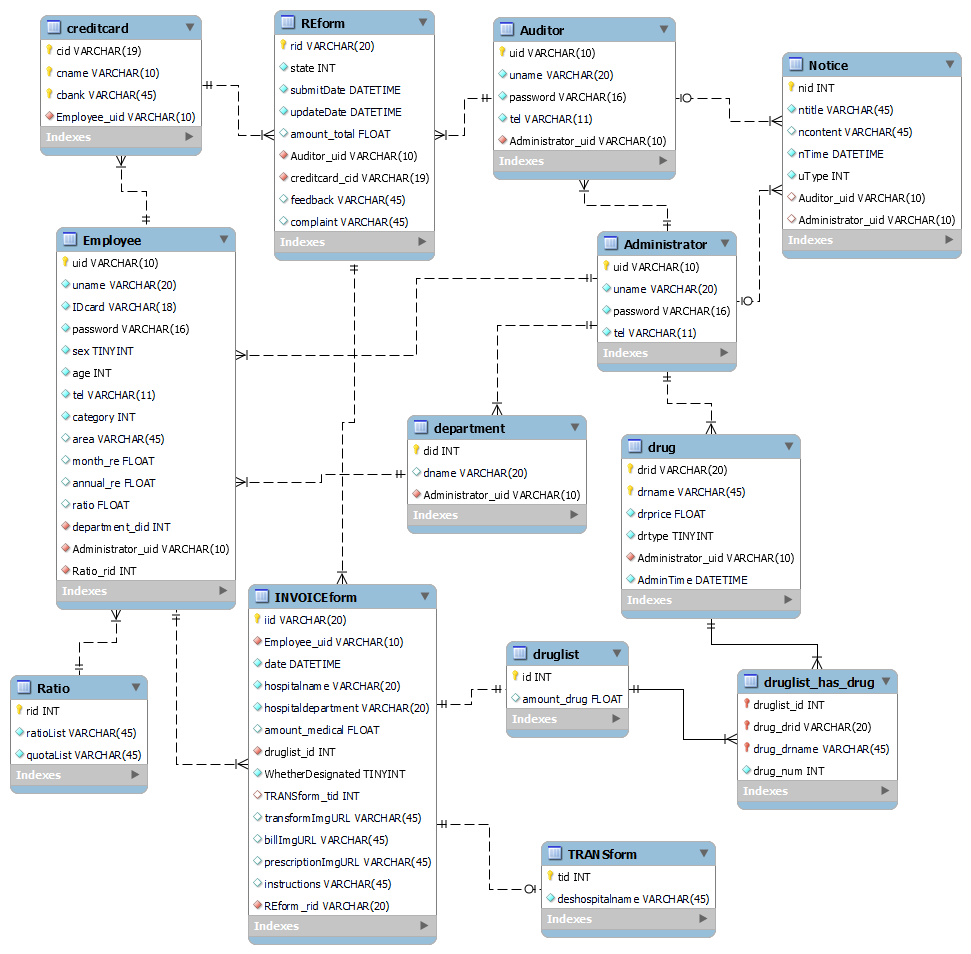 creditcard
cid VARCHAR(19)
cname VARCHAR(10)
cbank VARCHAR(45)
Employee_uid VARCHAR(10)
Indexes
REform
rid VARCHAR(20)
state INT
submitDate DATETIME
updateDate DATETIME
amount_total FLOAT
Auditor_uid VARCHAR(10)
creditcard_cid VARCHAR(19)
feedback VARCHAR(45)
complaint VARCHAR(45)
Indexes
Auditor
uid VARCHAR(10)
uname VARCHAR(20)
password VARCHAR(16)
tel VARCHAR(11)
Administrator_uid VARCHAR(10)
Indexes
Notice
nid INT
ntitle VARCHAR(45)
ncontent VARCHAR(45)
nTime DATETIME
uType INT
Auditor_uid VARCHAR(10)
Administrator_uid VARCHAR(10)
Indexes
Employee
uid VARCHAR(10)
uname VARCHAR(20)
IDcard VARCHAR(18)
password VARCHAR(16)
sex TINYINT
age INT
tel VARCHAR(11)
category INT
area VARCHAR(45)
month_re FLOAT
annual_re FLOAT
ratio FLOAT
department_did INT
Administrator_uid VARCHAR(10)
Ratio_rid INT
Indexes
Administrator
uid VARCHAR(10)
uname VARCHAR(20)
password VARCHAR(16)
tel VARCHAR(11)
Indexes
department
did INT
dname VARCHAR(20)
Administrator_uid VARCHAR(10)
Indexes
drug
drid VARCHAR(20)
drname VARCHAR(45)
drprice FLOAT
drtype TINYINT
Administrator_uid VARCHAR(10)
AdminTime DATETIME
Indexes
INVOICEform
iid VARCHAR(20)
Employee_uid VARCHAR(10)
date DATETIME
hospitalname VARCHAR(20)
hospitaldepartment VARCHAR(20)
amount_medical FLOAT
druglist_id INT
WhetherDesignated TINYINT
TRANSform_tid INT
transformImgURL VARCHAR(45)
billImgURL VARCHAR(45)
prescriptionImgURL VARCHAR(45)
instructions VARCHAR(45)
REform_rid VARCHAR(20)
Indexes
druglist
id INT
amount_drug FLOAT
Indexes
druglist_has_drug
druglist_id INT
drug_drid VARCHAR(20)
drug_drname VARCHAR(45)
drug_num INT
Indexes
Ratio
rid INT
ratioList VARCHAR(45)
quotaList VARCHAR(45)
Indexes
TRANSform
tid INT
deshospitalname VARCHAR(45)
Indexes